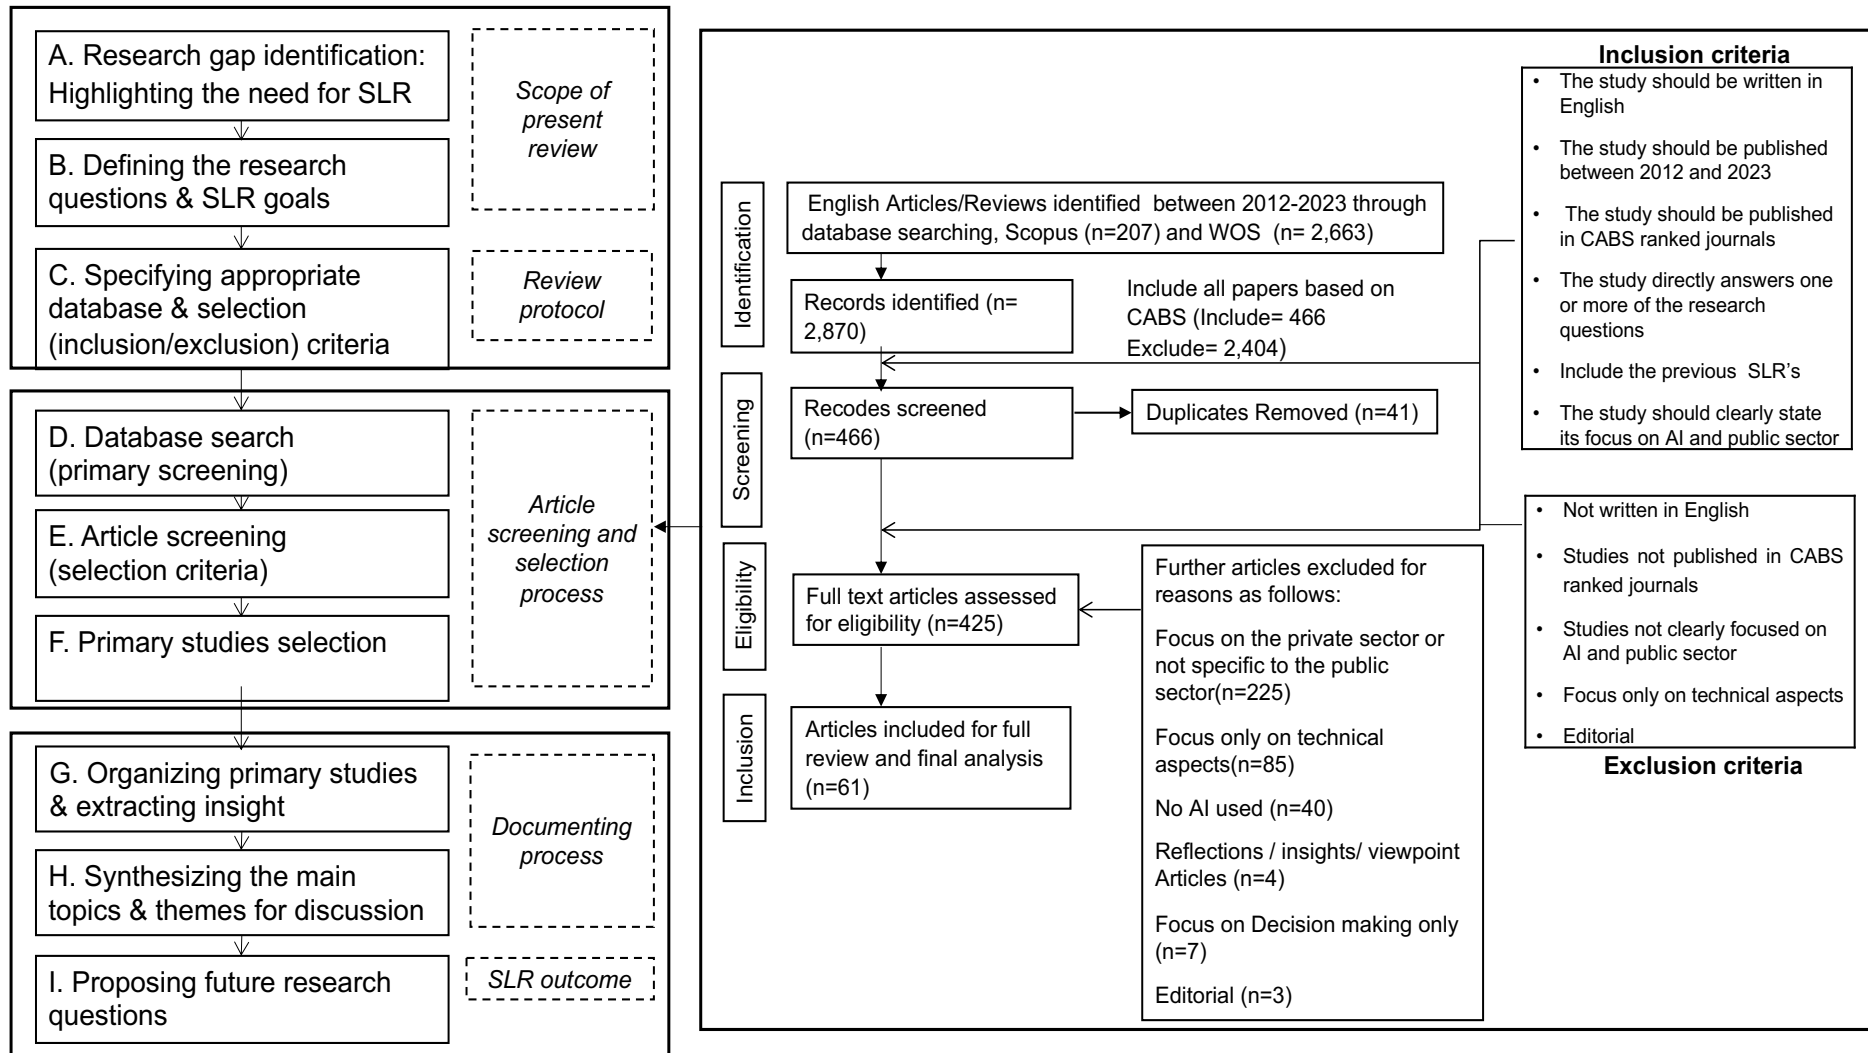 A. Research gap identification:
Highlighting the need for SLR
B. Defining the research
questions & SLR goals
C. Specifying appropriate
database & selection
(inclusion/exclusion) criteria
Scope of
present
review
Review
protocol
D. Database search
(primary screening)
E. Article screening
(selection criteria)
F. Primary studies selection
Article
screening and
selection
process
G. Organizing primary studies
& extracting insight
H. Synthesizing the main
topics & themes for discussion
I. Proposing future research
questions
Documenting
process
SLR outcome
Identification
English Articles/Reviews identified between 2012-2023 through
database searching, Scopus (n=207) and WOS (n= 2,663)
Records identified (n=
2,870)
Include all papers based on
CABS (Include= 466
Exclude= 2,404)
Screening
Recodes screened
(n=466)
Duplicates Removed (n=41)
Eligibility
Full text articles assessed
for eligibility (n=425)
Further articles excluded for
reasons as follows:
Focus on the private sector or
not specific to the public
sector(n=225)
Focus only on technical
aspects(n=85)
No AI used (n=40)
Reflections / insights/ viewpoint
Articles (n=4)
Focus on Decision making only
(n=7)
Editorial (n=3)
Inclusion
Articles included for full
review and final analysis
(n=61)
Inclusion criteria
• The study should be written in
English
• The study should be published
between 2012 and 2023
• The study should be published
in CABS ranked journals
• The study directly answers one
or more of the research
questions
• Include the previous SLR's
• The study should clearly state
its focus on AI and public sector
• Not written in English
• Studies not published in CABS
ranked journals
• Studies not clearly focused on
AI and public sector
• Focus only on technical aspects
• Editorial
Exclusion criteria